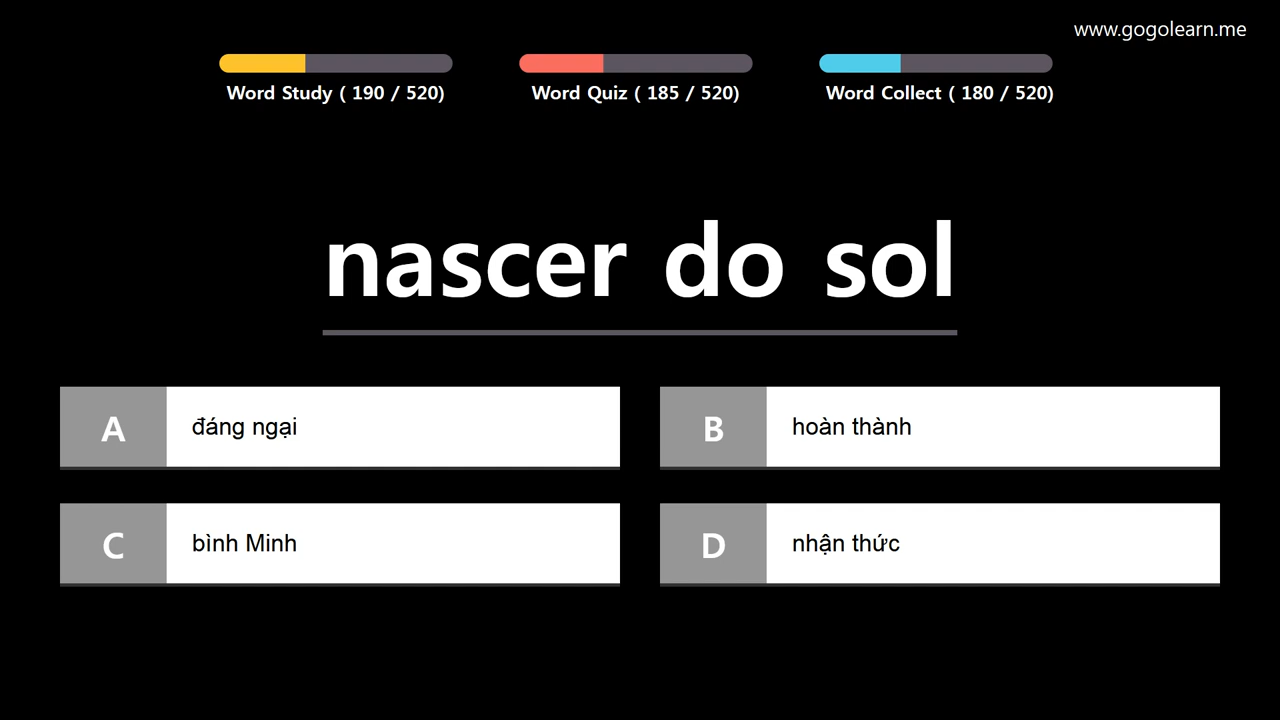 www.gogolearn.me
Word Study ( 190 / 520)
Word Quiz ( 185 / 520)
Word Collect ( 180 / 520)
nascer do sol
A
đáng ngại
B
hoàn thành
C
bình Minh
D
nhận thức